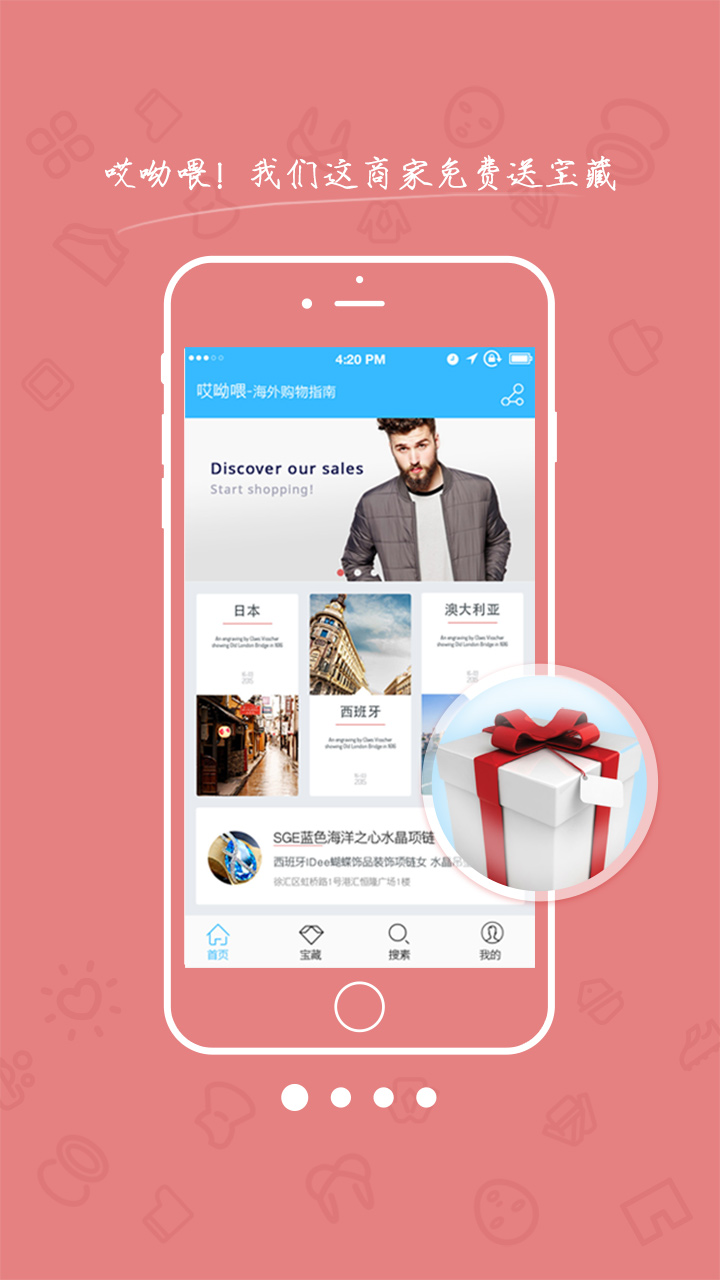 哎呦喂！我们这商家免费送宝藏
4:20 PM
哎呦喂-海外购物指南
Discover our sales
Start shopping!
日本
An engraving by Claes Visscher
showing Old London Bridge in 1616
西班牙
An engraving by Claes Visscher
showing Old London Bridge in 1616
澳大利亚
An engraving by Claes Visscher
showing Old London Bridge in 1616
SGE蓝色海洋之心水晶项链
西班牙IDee蝴蝶饰品装饰项链女 水晶吊
徐汇区虹桥路1号港汇恒隆广场1楼
首页
宝藏
搜素
我的